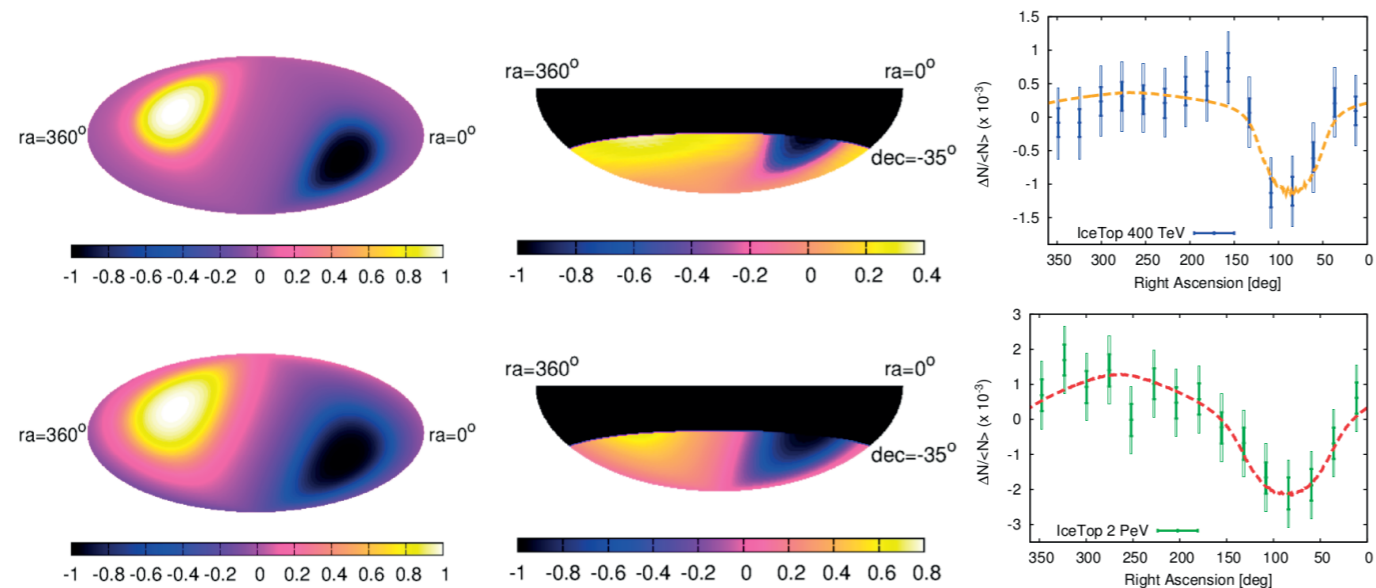 ra=360°
ra=0°
-1 -0.8 -0.6 -0.4 -0.2 0 0.2 0.4 0.6 0.8 1
ra=360°
ra=0°
dec=-35°
-1 -0.8 -0.6 -0.4 -0.2 0 0.2 0.4
1.5
1
0.5
0
-0.5
-1
-1.5
ΔN/<N> (x 10⁻³)
IceTop 400 TeV
350 300 250 200 150 100 50 0
Right Ascension [deg]
ra=360°
ra=0°
-1 -0.8 -0.6 -0.4 -0.2 0 0.2 0.4 0.6 0.8 1
ra=360°
ra=0°
dec=-35°
-1 -0.8 -0.6 -0.4 -0.2 0 0.2 0.4 0.6 0.8
3
2
1
0
-1
-2
-3
ΔN/<N> (x 10⁻³)
IceTop 2 PeV
350 300 250 200 150 100 50 0
Right Ascension [deg]